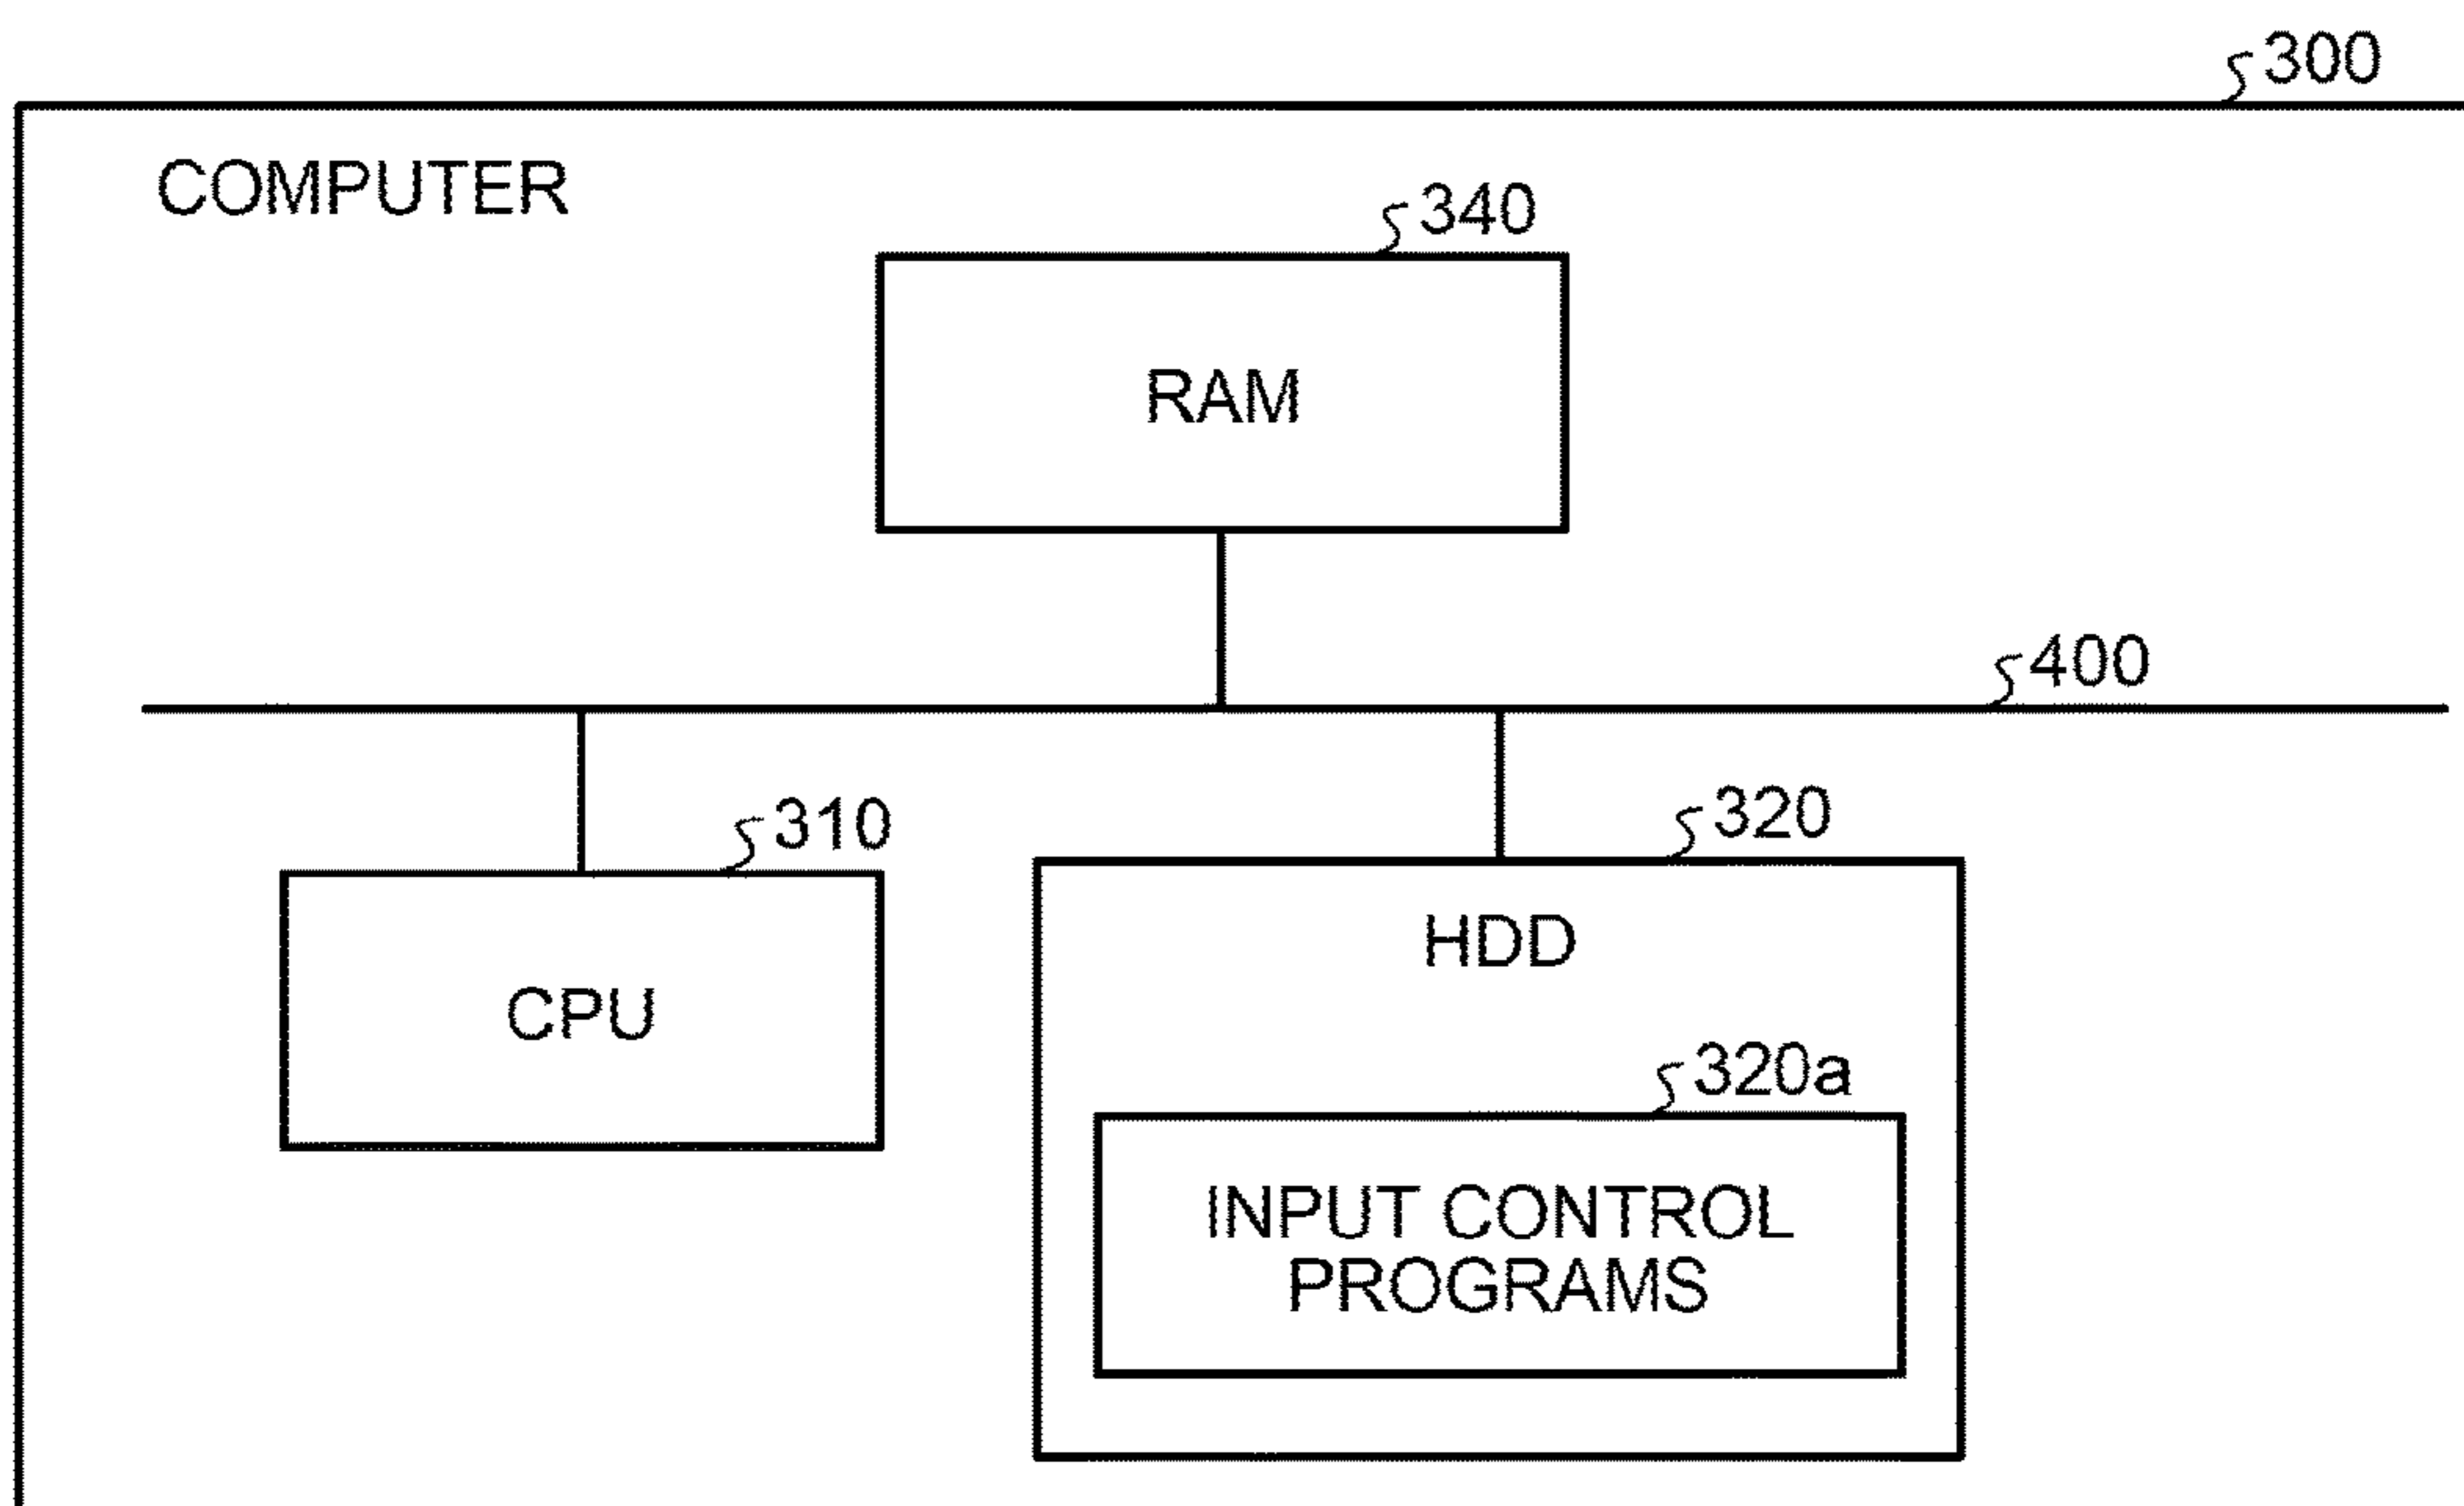 300
COMPUTER
340
RAM
400
310
320
CPU
HDD
320a
INPUT CONTROL
PROGRAMS